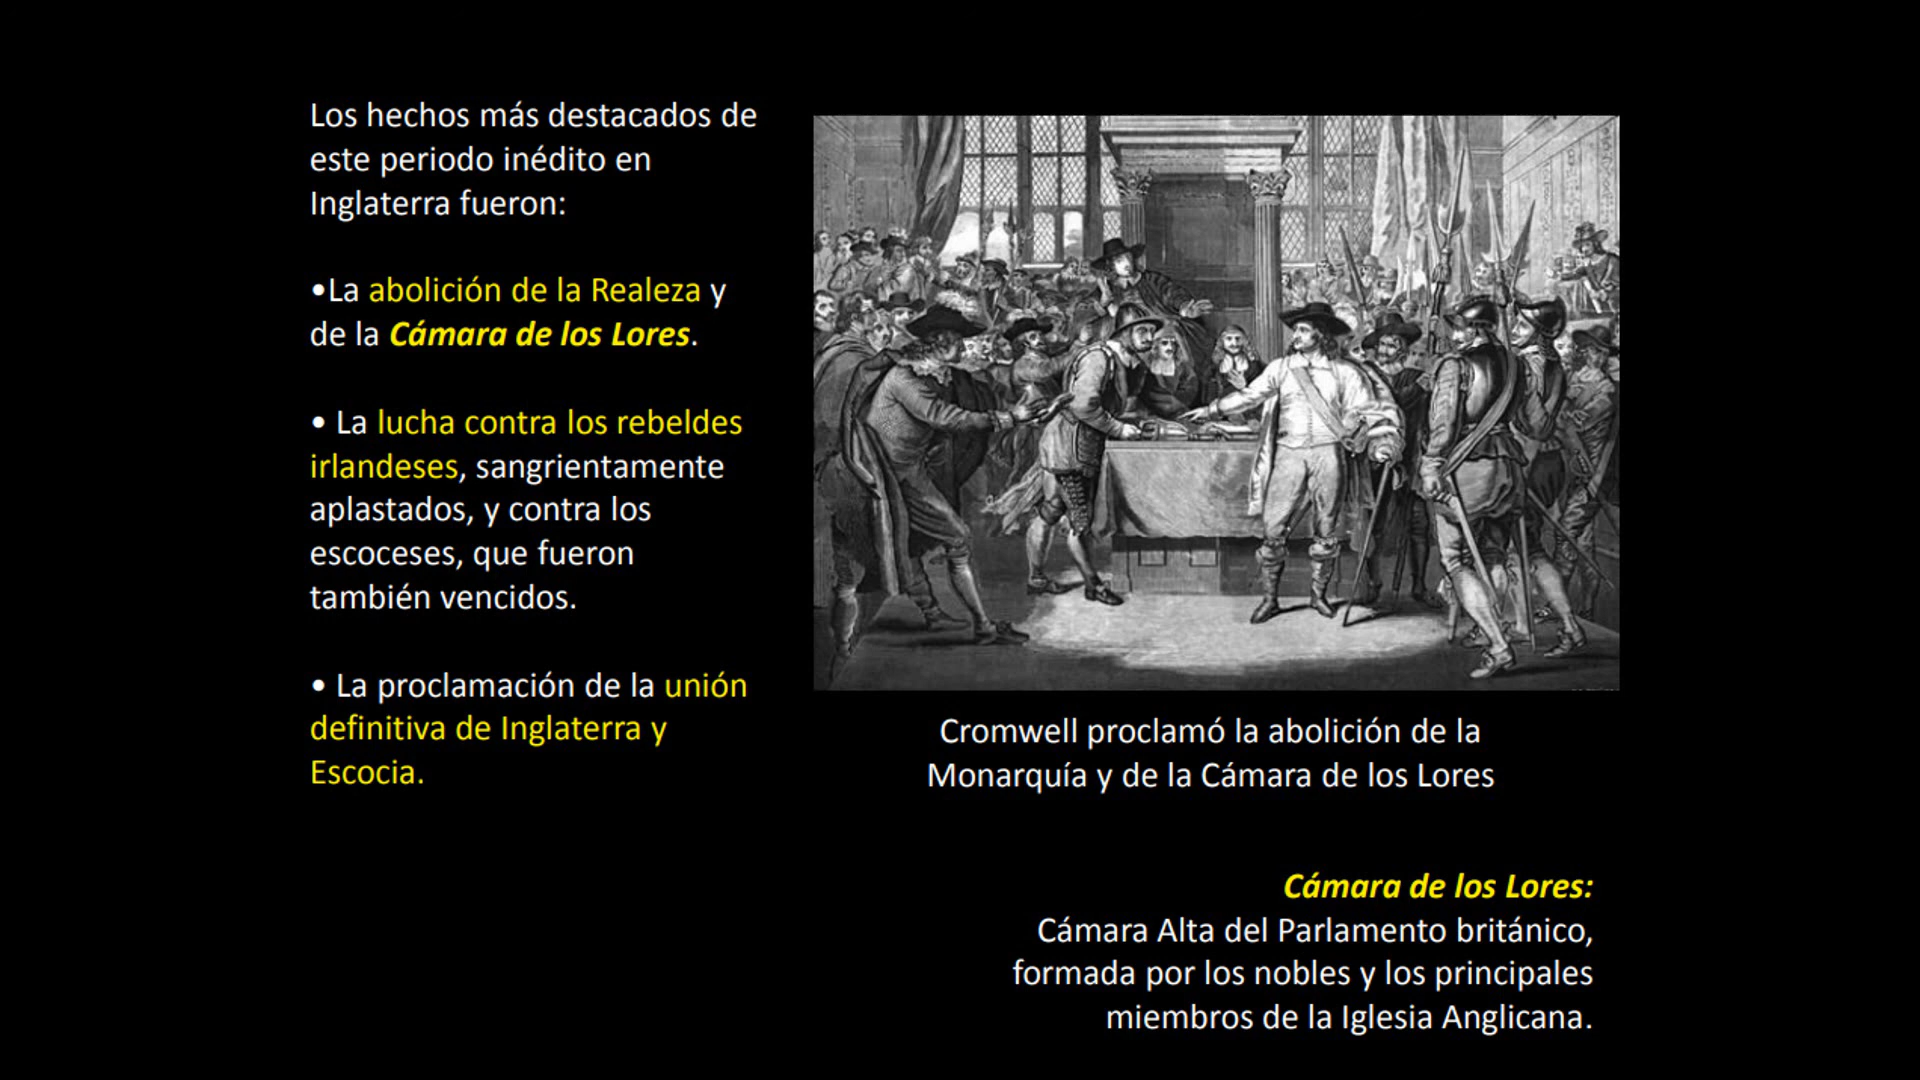 Los hechos más destacados de
este periodo inédito en
Inglaterra fueron:
•La abolición de la Realeza y
de la Cámara de los Lores.
• La lucha contra los rebeldes
irlandeses, sangrientamente
aplastados, y contra los
escoceses, que fueron
también vencidos.
• La proclamación de la unión
definitiva de Inglaterra y
Escocia.
Cromwell proclamó la abolición de la
Monarquía y de la Cámara de los Lores
Cámara de los Lores:
Cámara Alta del Parlamento británico,
formada por los nobles y los principales
miembros de la Iglesia Anglicana.